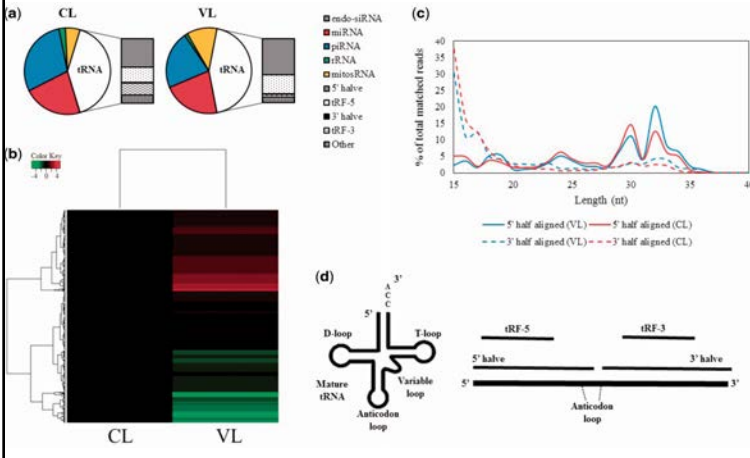 (a)
CL
VL
tRNA
tRNA
endo-siRNA
miRNA
piRNA
rRNA
mitosRNA
5' halve
tRF-5
3' halve
tRF-3
Other
(b)
Color Key
-4 0 4
CL
VL
(c)
% of total matched reads
40
35
30
25
20
15
10
5
0
15 20 25 30 35 40
Length (nt)
5' half aligned (VL) 5' half aligned (CL)
3' half aligned (VL) 3' half aligned (CL)
(d)
3'
A
C
C
5'
D-loop
T-loop
Mature tRNA
Variable loop
Anticodon loop
tRF-5
tRF-3
5' halve
3' halve
5'
3'
Anticodon loop